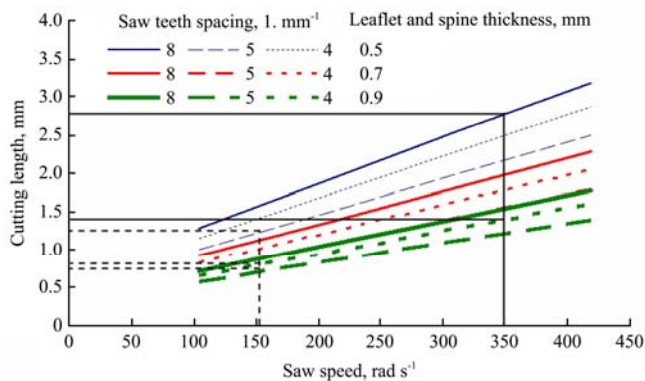 Saw teeth spacing, 1. mm⁻¹ Leaflet and spine thickness, mm
8 5 4 0.5
8 5 4 0.7
8 5 4 0.9
Cutting length, mm
4.0
3.5
3.0
2.5
2.0
1.5
1.0
0.5
0
0 50 100 150 200 250 300 350 400 450
Saw speed, rad s⁻¹